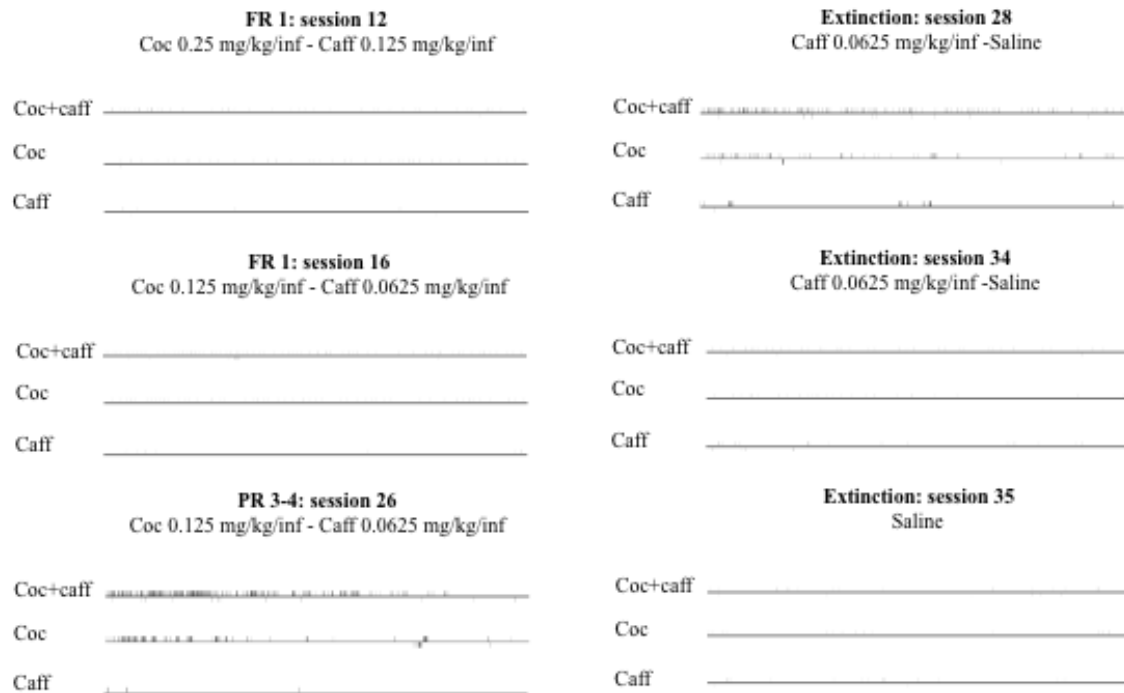 FR 1: session 12
Coc 0.25 mg/kg/inf - Caff 0.125 mg/kg/inf
Coc+caff
Coc
Caff
FR 1: session 16
Coc 0.125 mg/kg/inf - Caff 0.0625 mg/kg/inf
Coc+caff
Coc
Caff
PR 3-4: session 26
Coc 0.125 mg/kg/inf - Caff 0.0625 mg/kg/inf
Coc+caff
Coc
Caff
Extinction: session 28
Caff 0.0625 mg/kg/inf -Saline
Coc+caff
Coc
Caff
Extinction: session 34
Caff 0.0625 mg/kg/inf -Saline
Coc+caff
Coc
Caff
Extinction: session 35
Saline
Coc+caff
Coc
Caff